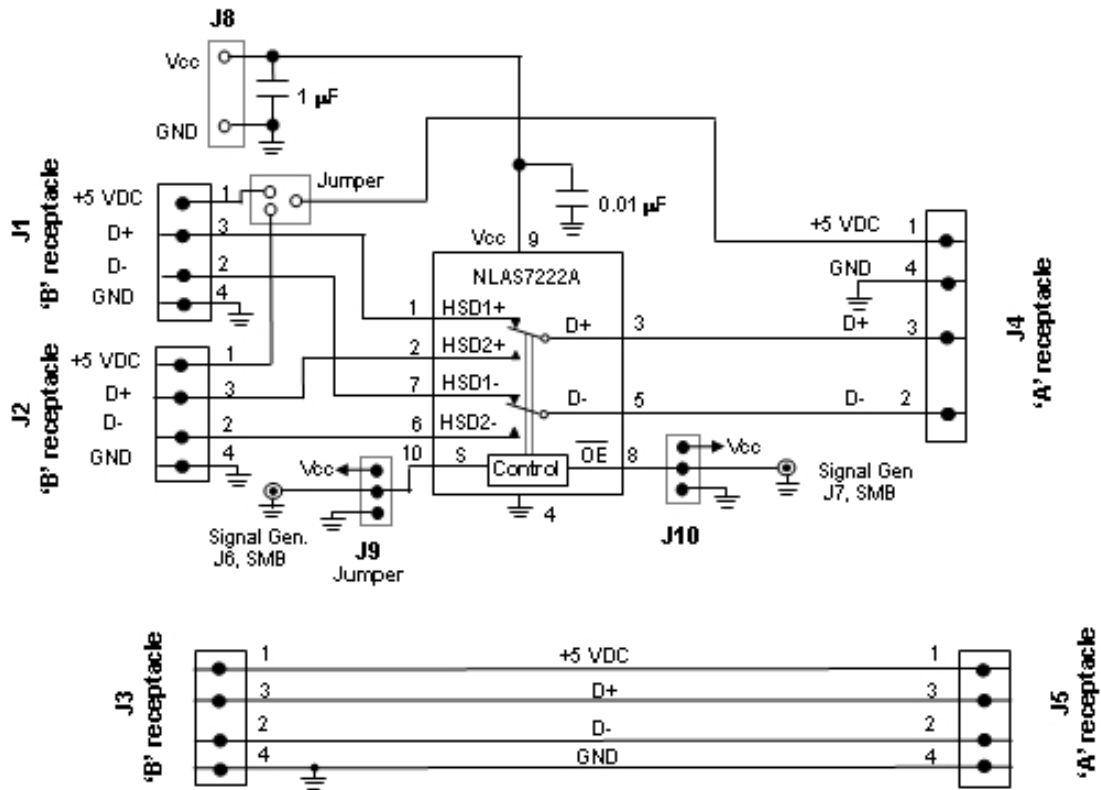 J8
Vcc
1 µF
GND
Jumper
J1
'B' receptacle
+5 VDC 1
D+ 3
D- 2
GND 4
0.01 µF
Vcc 9
NLAS7222A
1 HSD1+
2 HSD2+
7 HSD1-
6 HSD2-
10 S
Control
OE 8
4
D+ 3
D- 5
J2
'B' receptacle
+5 VDC 1
D+ 3
D- 2
GND 4
+5 VDC 1
GND 4
D+ 3
D- 2
J4
'A' receptacle
Vcc
Signal Gen.
J6, SMB
J9
Jumper
Vcc
J10
Signal Gen
J7, SMB
J3
'B' receptacle
1 +5 VDC 1
3 D+ 3
2 D- 2
4 GND 4
J5
'A' receptacle